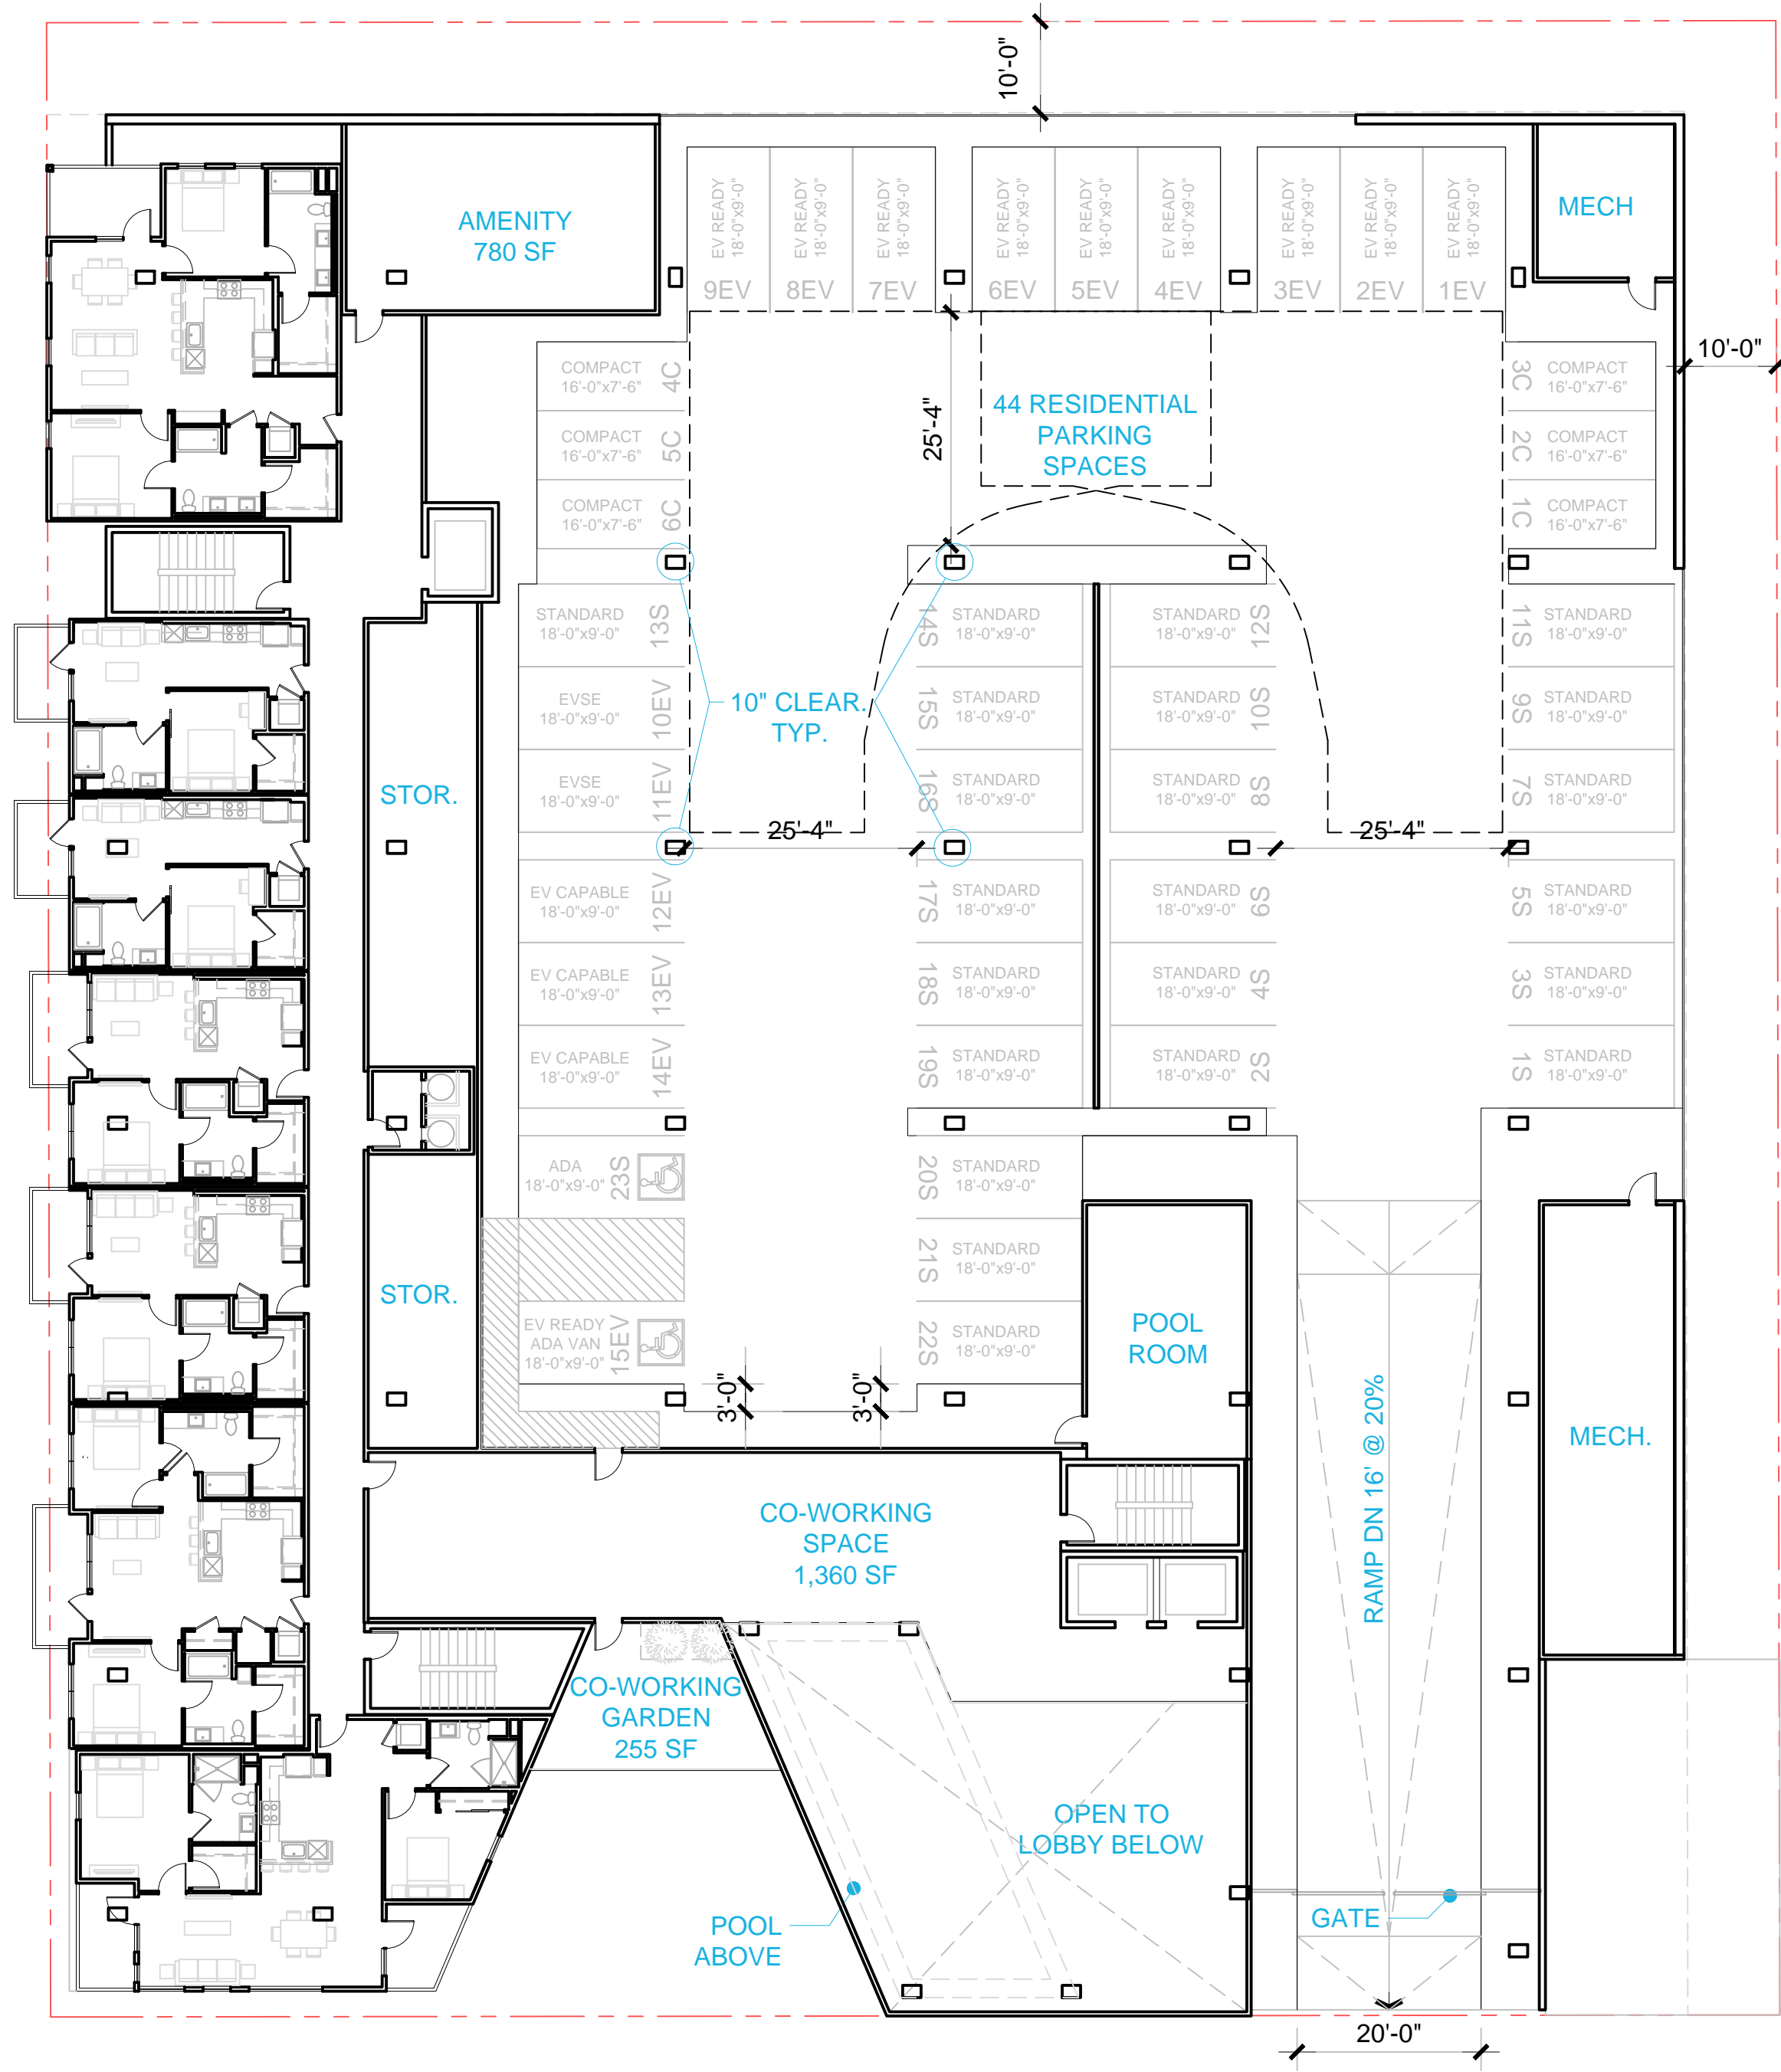 10'-0"
AMENITY
780 SF
EV READY
18'-0"x9'-0"
9EV
EV READY
18'-0"x9'-0"
8EV
EV READY
18'-0"x9'-0"
7EV
EV READY
18'-0"x9'-0"
6EV
EV READY
18'-0"x9'-0"
5EV
EV READY
18'-0"x9'-0"
4EV
EV READY
18'-0"x9'-0"
3EV
EV READY
18'-0"x9'-0"
2EV
EV READY
18'-0"x9'-0"
1EV
MECH
10'-0"
COMPACT
16'-0"x7'-6"
4C
COMPACT
16'-0"x7'-6"
5C
COMPACT
16'-0"x7'-6"
6C
25'-4"
44 RESIDENTIAL
PARKING
SPACES
3C
COMPACT
16'-0"x7'-6"
2C
COMPACT
16'-0"x7'-6"
1C
COMPACT
16'-0"x7'-6"
STANDARD
18'-0"x9'-0"
13S
14S
STANDARD
18'-0"x9'-0"
STANDARD
18'-0"x9'-0"
12S
11S
STANDARD
18'-0"x9'-0"
EVSE
18'-0"x9'-0"
10EV
10" CLEAR.
TYP.
15S
STANDARD
18'-0"x9'-0"
STANDARD
18'-0"x9'-0"
10S
9S
STANDARD
18'-0"x9'-0"
STOR.
EVSE
18'-0"x9'-0"
11EV
16S
STANDARD
18'-0"x9'-0"
STANDARD
18'-0"x9'-0"
8S
7S
STANDARD
18'-0"x9'-0"
25'-4"
25'-4"
EV CAPABLE
18'-0"x9'-0"
12EV
17S
STANDARD
18'-0"x9'-0"
STANDARD
18'-0"x9'-0"
6S
5S
STANDARD
18'-0"x9'-0"
EV CAPABLE
18'-0"x9'-0"
13EV
18S
STANDARD
18'-0"x9'-0"
STANDARD
18'-0"x9'-0"
4S
3S
STANDARD
18'-0"x9'-0"
EV CAPABLE
18'-0"x9'-0"
14EV
19S
STANDARD
18'-0"x9'-0"
STANDARD
18'-0"x9'-0"
2S
1S
STANDARD
18'-0"x9'-0"
ADA
18'-0"x9'-0"
23S
20S
STANDARD
18'-0"x9'-0"
21S
STANDARD
18'-0"x9'-0"
STOR.
EV READY
ADA VAN
18'-0"x9'-0"
15EV
22S
STANDARD
18'-0"x9'-0"
POOL
ROOM
3'-0"
3'-0"
RAMP DN 16' @ 20%
MECH.
CO-WORKING
SPACE
1,360 SF
CO-WORKING
GARDEN
255 SF
OPEN TO
LOBBY BELOW
POOL
ABOVE
GATE
20'-0"